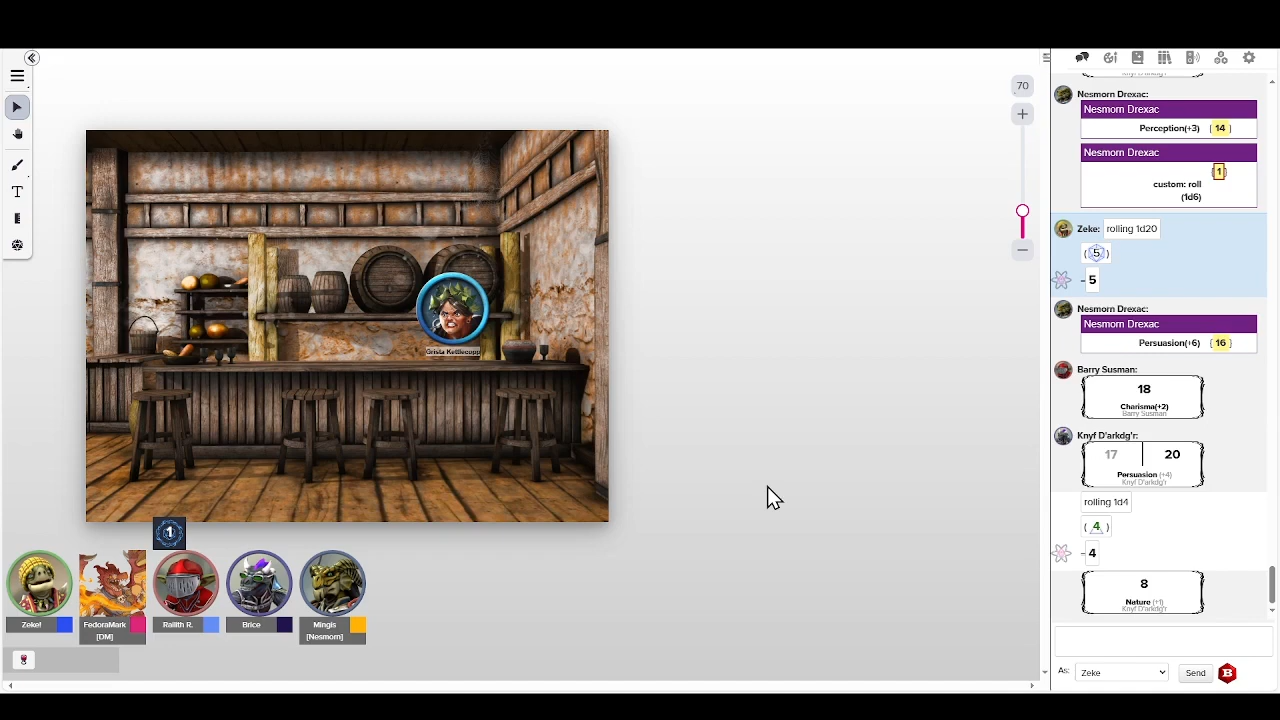 70
Grista Kettlecopp
1
Zeke!
FedoraMark
[DM]
Rallith R.
Brice
Mingis
[Nesmorn]
Nesmorn Drexac:
Nesmorn Drexac
Perception(+3) { 14 }
Nesmorn Drexac
1
custom: roll
(1d6)
Zeke: rolling 1d20
( 5 )
= 5
Nesmorn Drexac:
Nesmorn Drexac
Persuasion(+6) { 16 }
Barry Susman:
18
Charisma(+2)
Barry Susman
Knyf D'arkdg'r:
17 20
Persuasion (+4)
Knyf D'arkdg'r
rolling 1d4
( 4 )
= 4
8
Nature (+1)
Knyf D'arkdg'r
As: Zeke Send B